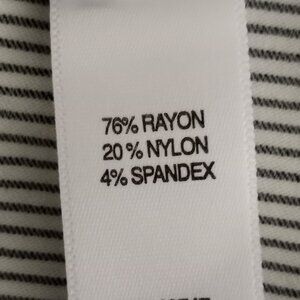 76% RAYON
20% NYLON
4% SPANDEX